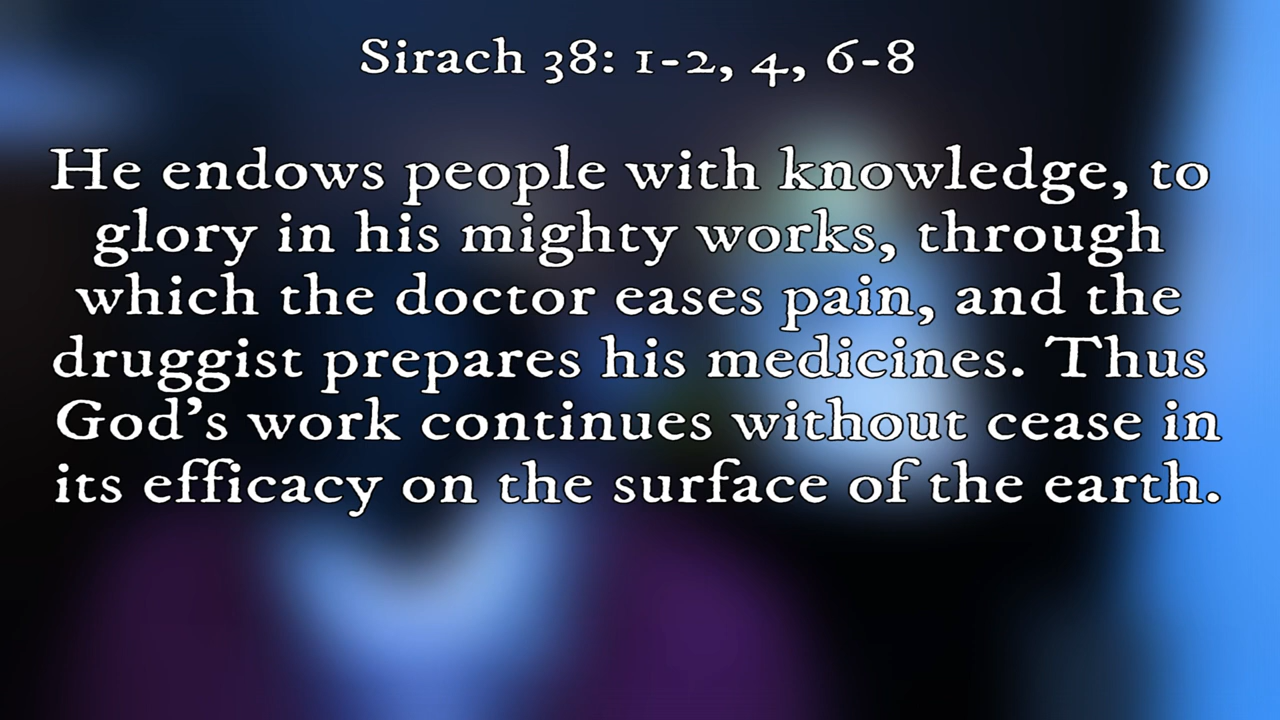 Sirach 38: 1-2, 4, 6-8
He endows people with knowledge, to
glory in his mighty works, through
which the doctor eases pain, and the
druggist prepares his medicines. Thus
God’s work continues without cease in
its efficacy on the surface of the earth.